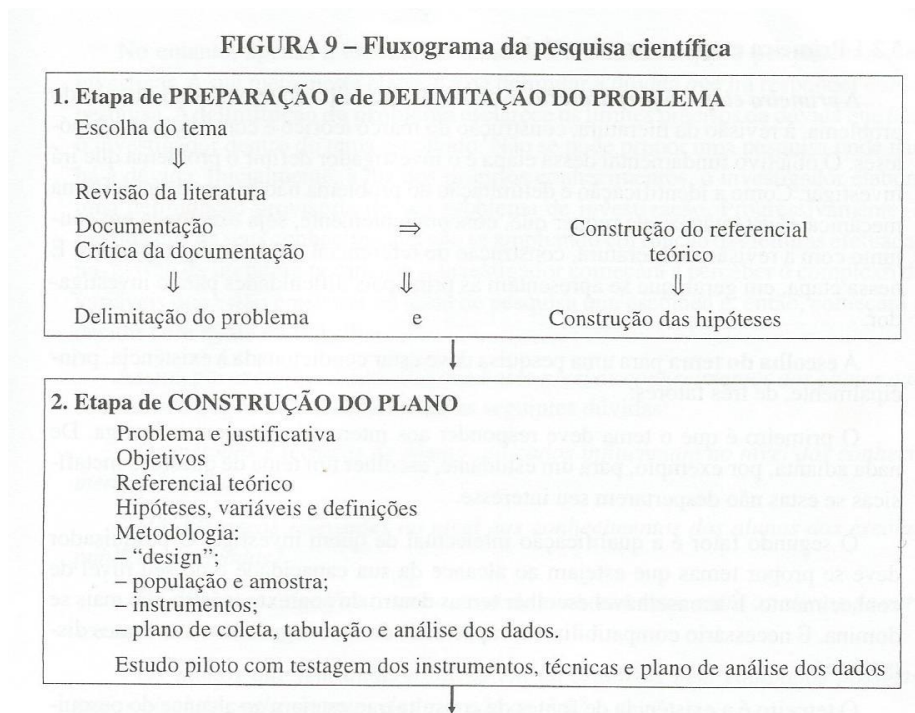 FIGURA 9 – Fluxograma da pesquisa científica
1. Etapa de PREPARAÇÃO e de DELIMITAÇÃO DO PROBLEMA
Escolha do tema
⇓
Revisão da literatura
Documentação ⇒ Construção do referencial
Crítica da documentação teórico
⇓ ⇓
Delimitação do problema e Construção das hipóteses
2. Etapa de CONSTRUÇÃO DO PLANO
Problema e justificativa
Objetivos
Referencial teórico
Hipóteses, variáveis e definições
Metodologia:
– “design”;
– população e amostra:
– instrumentos;
– plano de coleta, tabulação e análise dos dados.
Estudo piloto com testagem dos instrumentos, técnicas e plano de análise dos dados